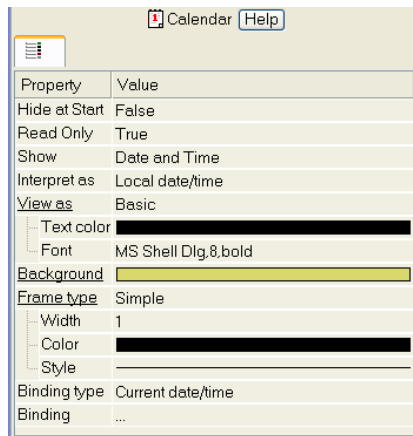 Calendar Help
Property Value
Hide at Start False
Read Only True
Show Date and Time
Interpret as Local date/time
View as Basic
Text color
Font MS Shell Dlg,8,bold
Background
Frame type Simple
Width 1
Color
Style
Binding type Current date/time
Binding ...